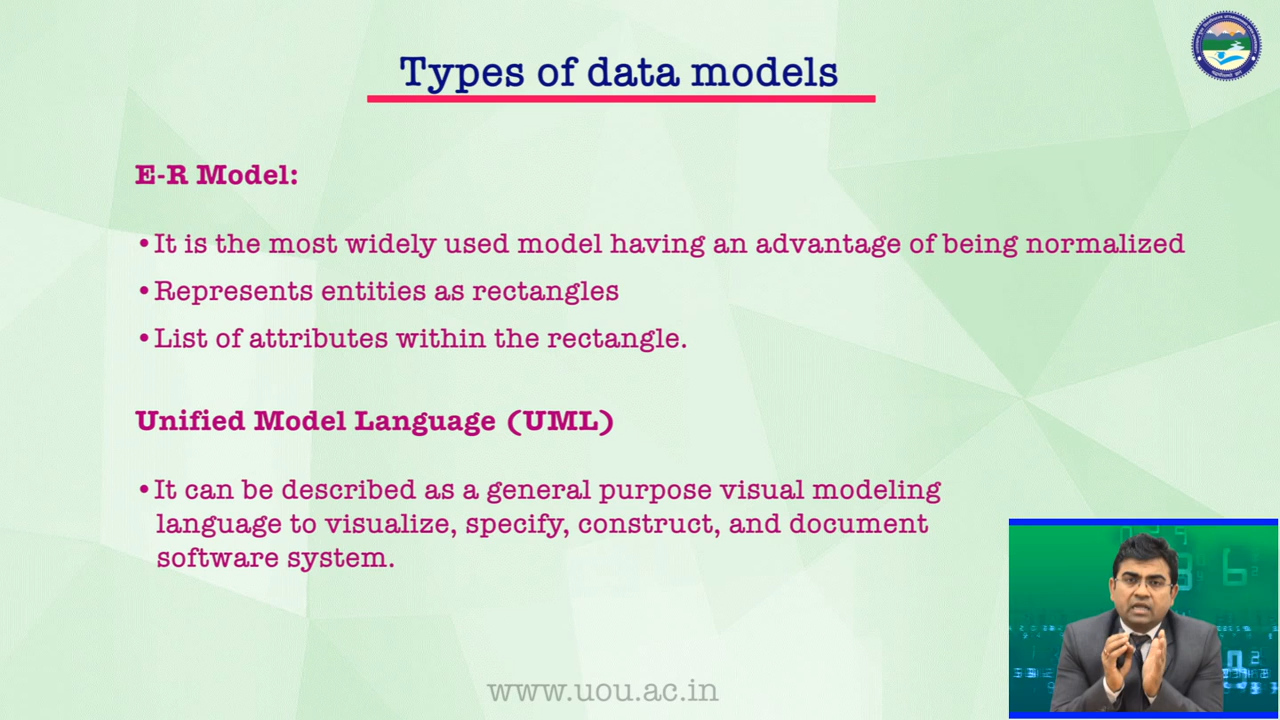 Types of data models
E-R Model:
•It is the most widely used model having an advantage of being normalized
•Represents entities as rectangles
•List of attributes within the rectangle.
Unified Model Language (UML)
•It can be described as a general purpose visual modeling
language to visualize, specify, construct, and document
software system.
www.uou.ac.in